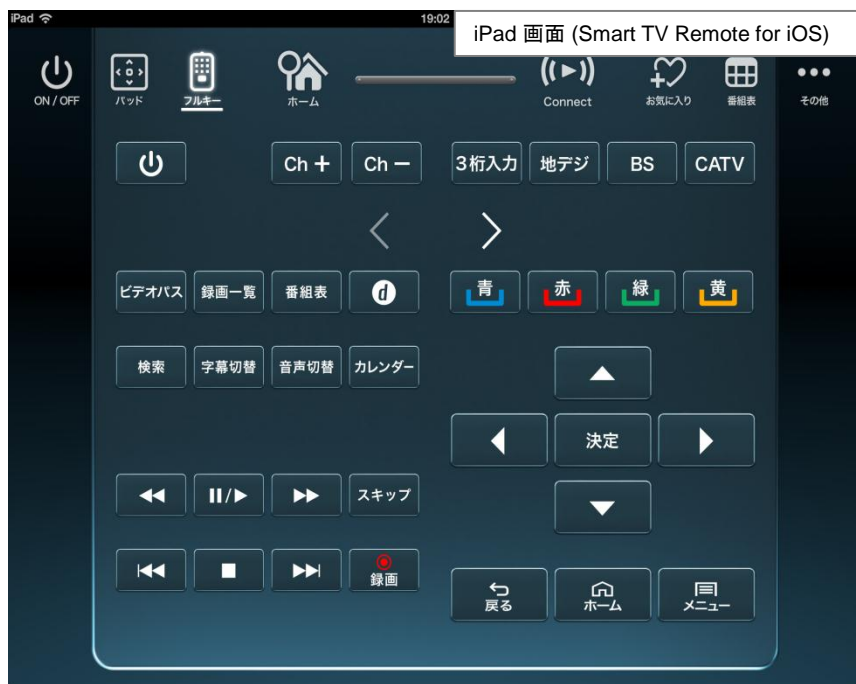 iPad 19:02
iPad 画面 (Smart TV Remote for iOS)
ON / OFF
パッド
フルキー
ホーム
Connect
お気に入り
番組表
その他
Ch + Ch − 3桁入力 地デジ BS CATV
ビデオパス 録画一覧 番組表 d 青 赤 緑 黄
検索 字幕切替 音声切替 カレンダー
決定
スキップ
録画
戻る ホーム メニュー